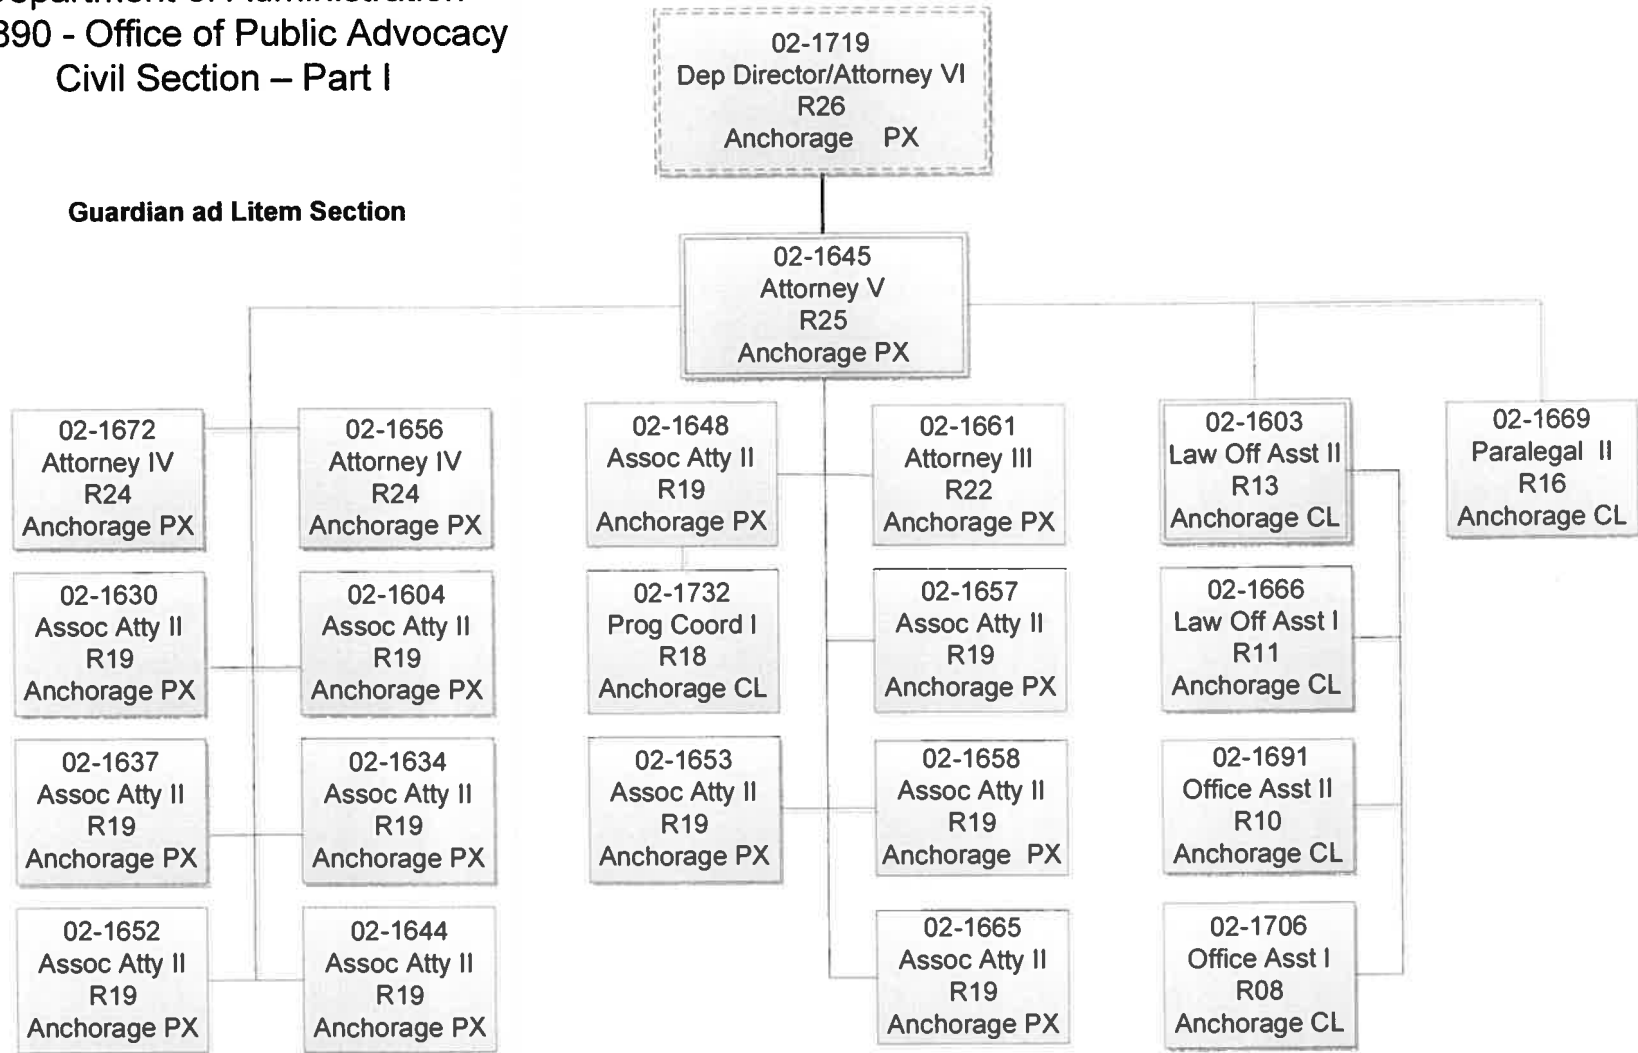 890 - Office of Public Advocacy
Civil Section – Part I
Guardian ad Litem Section
02-1719
Dep Director/Attorney VI
R26
Anchorage PX
02-1645
Attorney V
R25
Anchorage PX
02-1672
Attorney IV
R24
Anchorage PX
02-1656
Attorney IV
R24
Anchorage PX
02-1648
Assoc Atty II
R19
Anchorage PX
02-1661
Attorney III
R22
Anchorage PX
02-1603
Law Off Asst II
R13
Anchorage CL
02-1669
Paralegal II
R16
Anchorage CL
02-1630
Assoc Atty II
R19
Anchorage PX
02-1604
Assoc Atty II
R19
Anchorage PX
02-1732
Prog Coord I
R18
Anchorage CL
02-1657
Assoc Atty II
R19
Anchorage PX
02-1666
Law Off Asst I
R11
Anchorage CL
02-1637
Assoc Atty II
R19
Anchorage PX
02-1634
Assoc Atty II
R19
Anchorage PX
02-1653
Assoc Atty II
R19
Anchorage PX
02-1658
Assoc Atty II
R19
Anchorage PX
02-1691
Office Asst II
R10
Anchorage CL
02-1652
Assoc Atty II
R19
Anchorage PX
02-1644
Assoc Atty II
R19
Anchorage PX
02-1665
Assoc Atty II
R19
Anchorage PX
02-1706
Office Asst I
R08
Anchorage CL